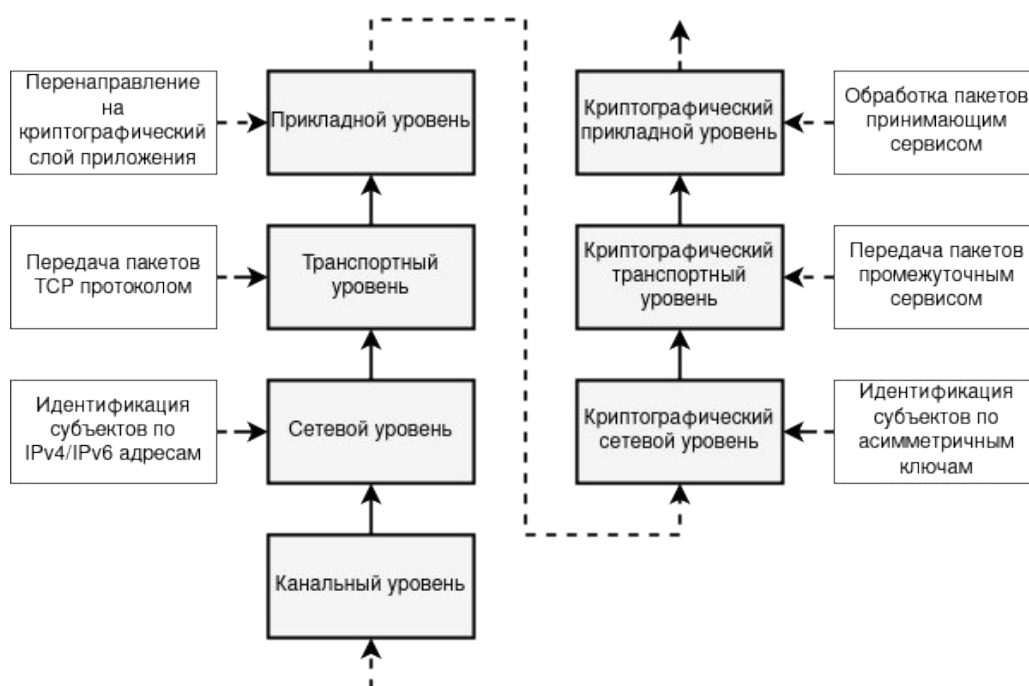 Перенаправление
на
криптографический
слой приложения
Прикладной уровень
Криптографический
прикладной уровень
Обработка пакетов
принимающим
сервисом
Передача пакетов
TCP протоколом
Транспортный
уровень
Криптографический
транспортный
уровень
Передача пакетов
промежуточным
сервисом
Идентификация
субъектов по
IPv4/IPv6 адресам
Сетевой уровень
Криптографический
сетевой уровень
Идентификация
субъектов по
асимметричным
ключам
Канальный уровень